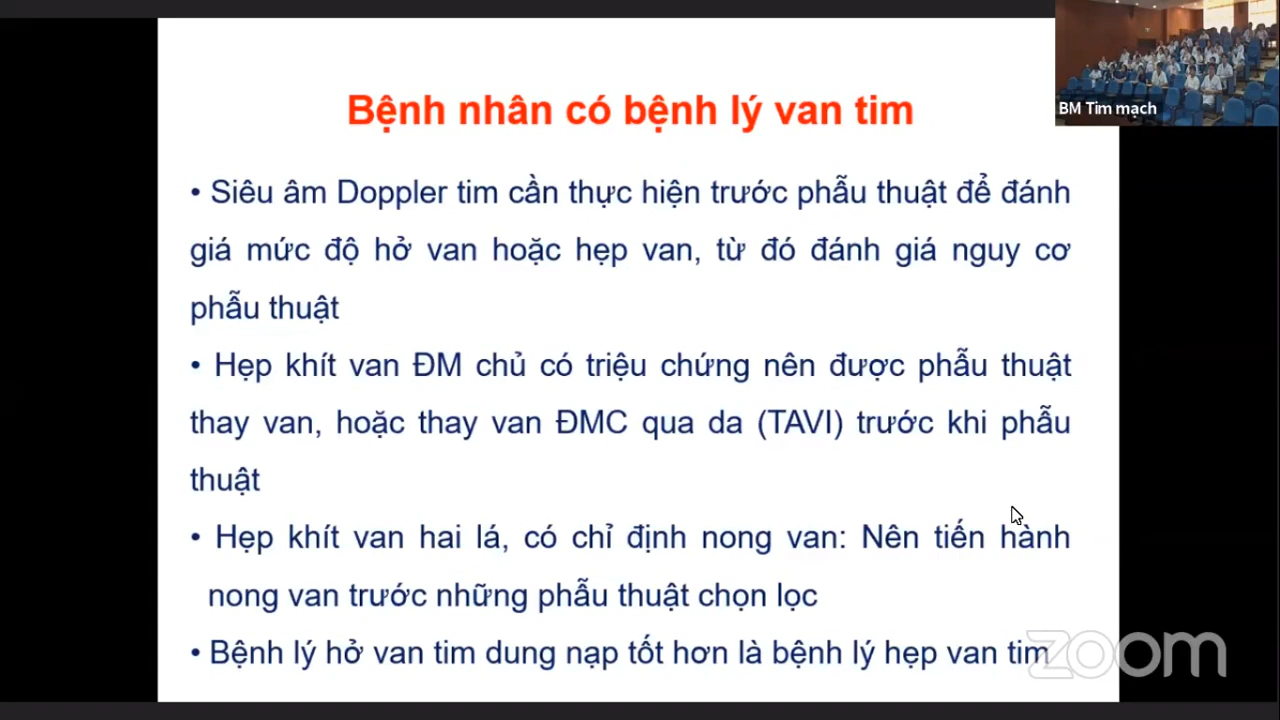 BM Tim mạch
Bệnh nhân có bệnh lý van tim
• Siêu âm Doppler tim cần thực hiện trước phẫu thuật để đánh
giá mức độ hở van hoặc hẹp van, từ đó đánh giá nguy cơ
phẫu thuật
• Hẹp khít van ĐM chủ có triệu chứng nên được phẫu thuật
thay van, hoặc thay van ĐMC qua da (TAVI) trước khi phẫu
thuật
• Hẹp khít van hai lá, có chỉ định nong van: Nên tiến hành
nong van trước những phẫu thuật chọn lọc
• Bệnh lý hở van tim dung nạp tốt hơn là bệnh lý hẹp van tim
zoom